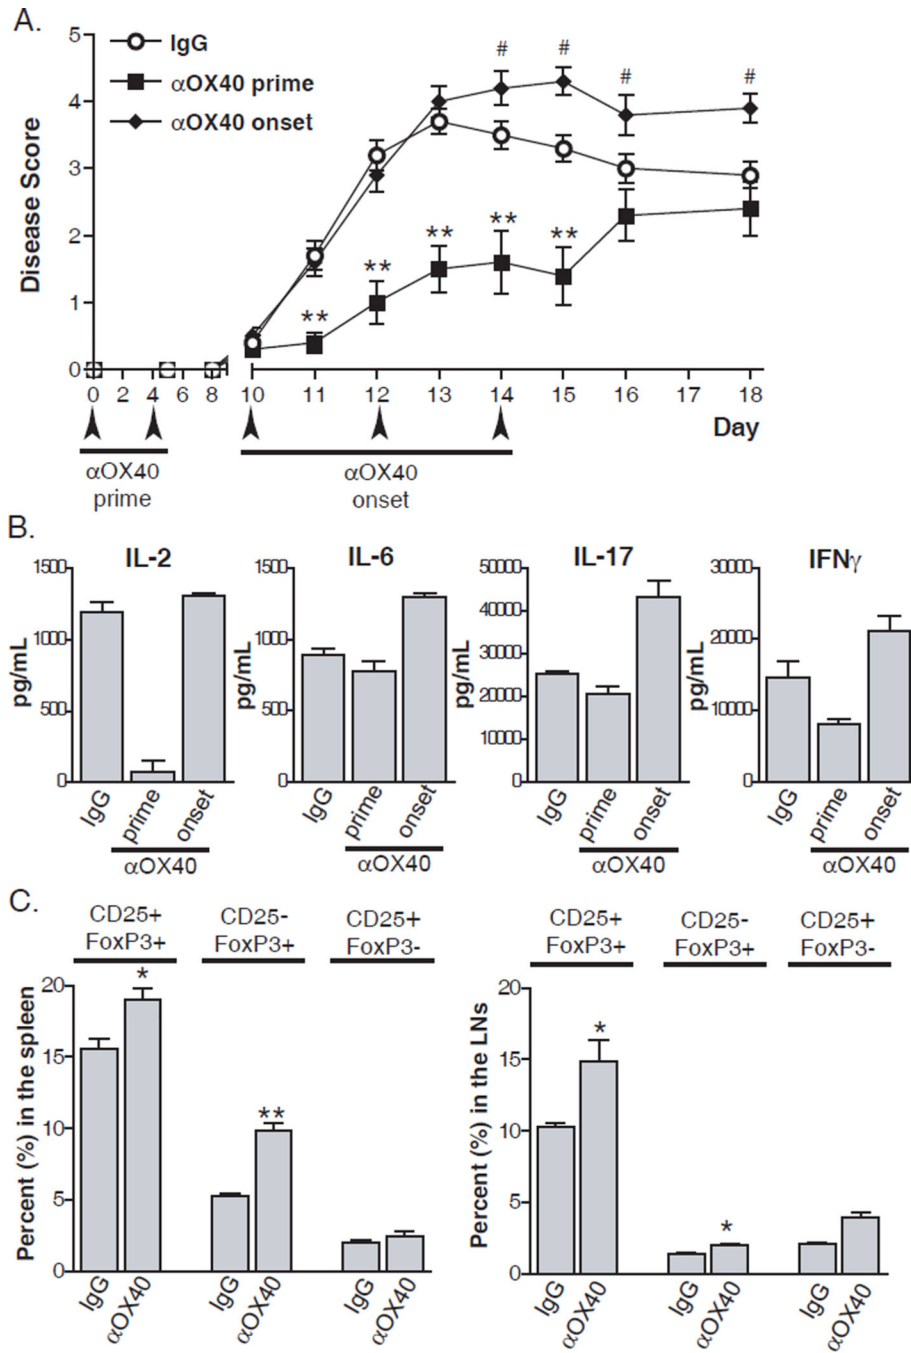 A.
IgG
αOX40 prime
αOX40 onset
Disease Score
5
4
3
2
1
0
# # # #
** ** ** ** **
0 2 4 6 8 10 11 12 13 14 15 16 17 18
Day
αOX40
prime
αOX40
onset
B.
IL-2
pg/mL
1500
1000
500
0
IgG prime onset
αOX40
IL-6
pg/mL
1500
1000
500
0
IgG prime onset
αOX40
IL-17
pg/mL
50000
40000
30000
20000
10000
0
IgG prime onset
αOX40
IFNγ
pg/mL
30000
20000
10000
0
IgG prime onset
αOX40
C.
CD25+
FoxP3+
CD25-
FoxP3+
CD25+
FoxP3-
Percent (%) in the spleen
20
15
10
5
0
*
**
IgG αOX40 IgG αOX40 IgG αOX40
CD25+
FoxP3+
CD25-
FoxP3+
CD25+
FoxP3-
Percent (%) in the LNs
20
15
10
5
0
*
*
IgG αOX40 IgG αOX40 IgG αOX40